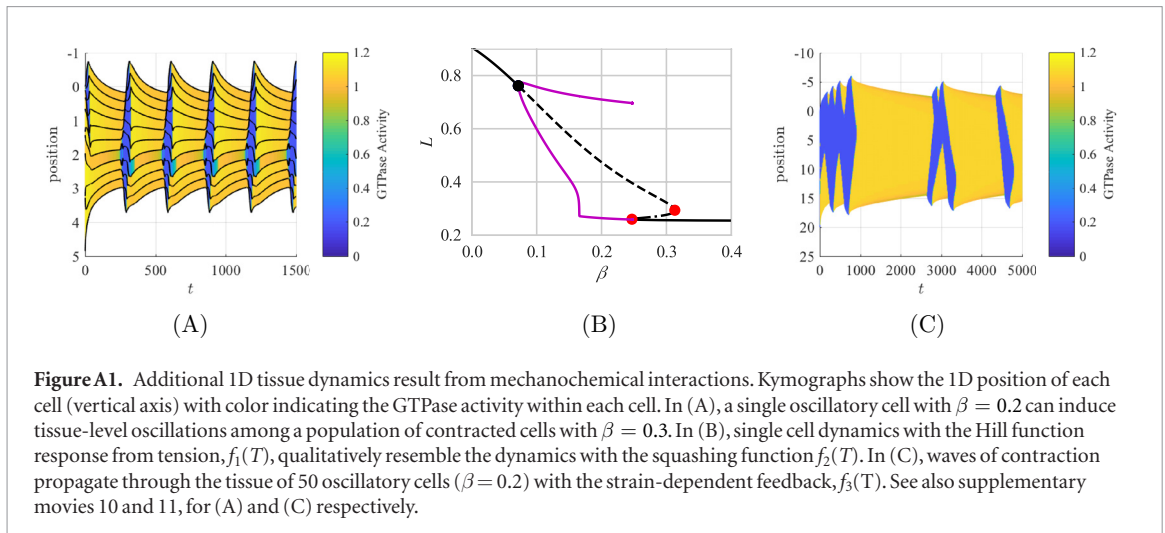 -1
0
1
2
3
4
5
position
0
500
1000
1500
t
1.2
1
0.8
0.6
0.4
0.2
0
GTPase Activity
(A)
0.8
0.6
0.4
0.2
L
0.0
0.1
0.2
0.3
0.4
β
(B)
-10
-5
0
5
10
15
20
25
position
0
1000
2000
3000
4000
5000
t
1.2
1
0.8
0.6
0.4
0.2
0
GTPase Activity
(C)
Figure A1. Additional 1D tissue dynamics result from mechanochemical interactions. Kymographs show the 1D position of each
cell (vertical axis) with color indicating the GTPase activity within each cell. In (A), a single oscillatory cell with β = 0.2 can induce
tissue-level oscillations among a population of contracted cells with β = 0.3. In (B), single cell dynamics with the Hill function
response from tension, f₁(T), qualitatively resemble the dynamics with the squashing function f₂(T). In (C), waves of contraction
propagate through the tissue of 50 oscillatory cells (β = 0.2) with the strain-dependent feedback, f₃(T). See also supplementary
movies 10 and 11, for (A) and (C) respectively.